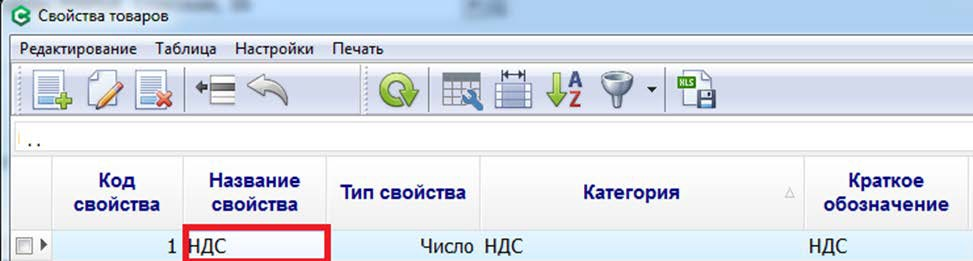 Свойства товаров
Редактирование Таблица Настройки Печать
XLS
..
Код свойства Название свойства Тип свойства Категория Краткое обозначение
1 НДС Число НДС НДС